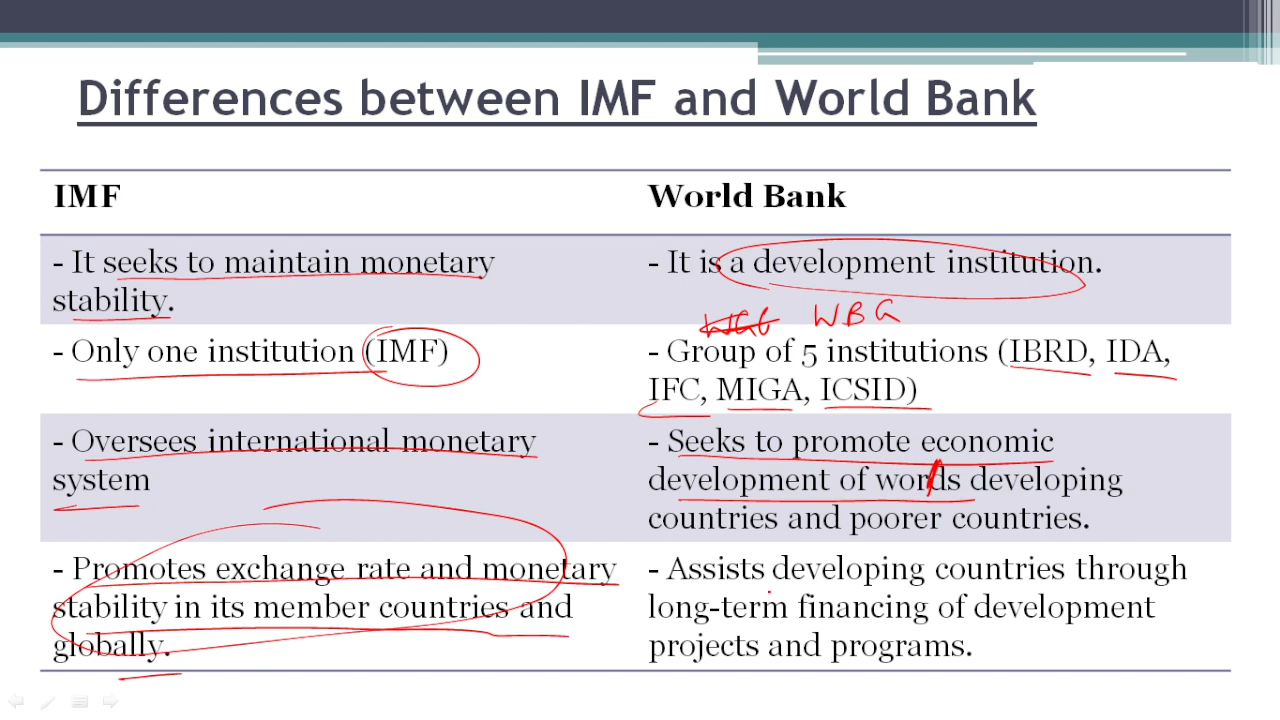 Differences between IMF and World Bank
IMF
World Bank
- It seeks to maintain monetary
stability.
- It is a development institution.
WBG
- Only one institution (IMF)
- Group of 5 institutions (IBRD, IDA,
IFC, MIGA, ICSID)
- Oversees international monetary
system
- Seeks to promote economic
development of words developing
countries and poorer countries.
- Promotes exchange rate and monetary
stability in its member countries and
globally.
- Assists developing countries through
long-term financing of development
projects and programs.